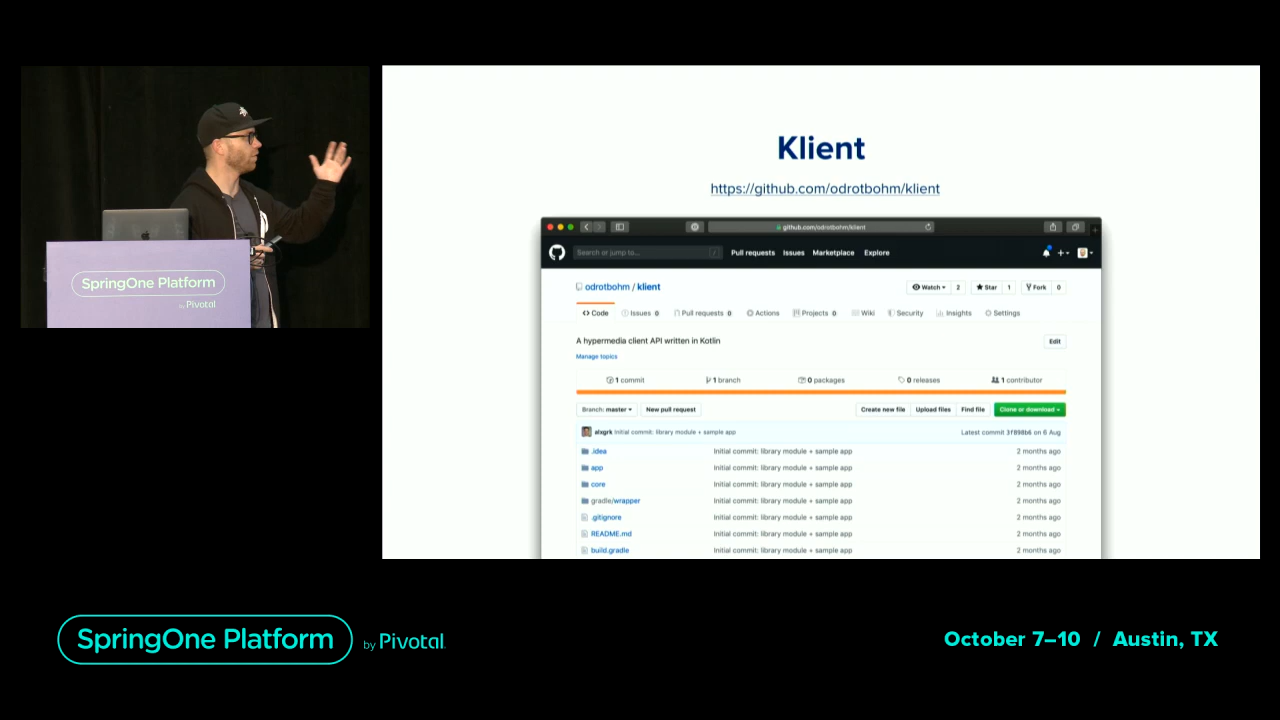 Klient
https://github.com/odrotbohm/klient
github.com/odrotbohm/klient
Search or jump to...
/
Pull requests Issues Marketplace Explore
odrotbohm / klient
Watch 2 Star 1 Fork 0
Code Issues 0 Pull requests 0 Actions Projects 0 Wiki Security Insights Settings
A hypermedia client API written in Kotlin
Edit
Manage topics
1 commit 1 branch 0 packages 0 releases 1 contributor
Branch: master New pull request Create new file Upload files Find file Clone or download
alxgrk Initial commit: library module + sample app Latest commit 3f898b6 on 6 Aug
.idea Initial commit: library module + sample app 2 months ago
app Initial commit: library module + sample app 2 months ago
core Initial commit: library module + sample app 2 months ago
gradle/wrapper Initial commit: library module + sample app 2 months ago
.gitignore Initial commit: library module + sample app 2 months ago
README.md Initial commit: library module + sample app 2 months ago
build.gradle Initial commit: library module + sample app 2 months ago
SpringOne Platform
by Pivotal
SpringOne Platform by Pivotal
October 7–10 / Austin, TX